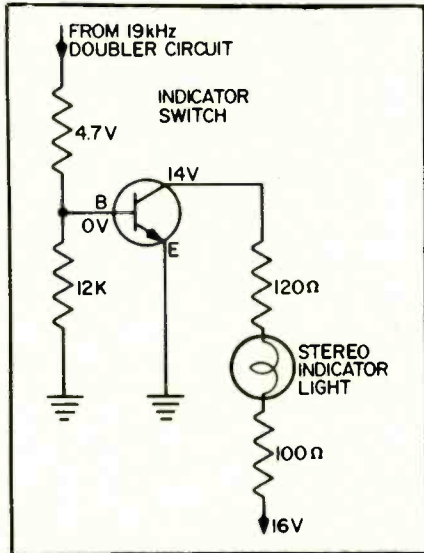 FROM 19kHz
DOUBLER CIRCUIT
INDICATOR
SWITCH
4.7V
14V
B
0V
E
12K
120Ω
STEREO
INDICATOR
LIGHT
100Ω
16V